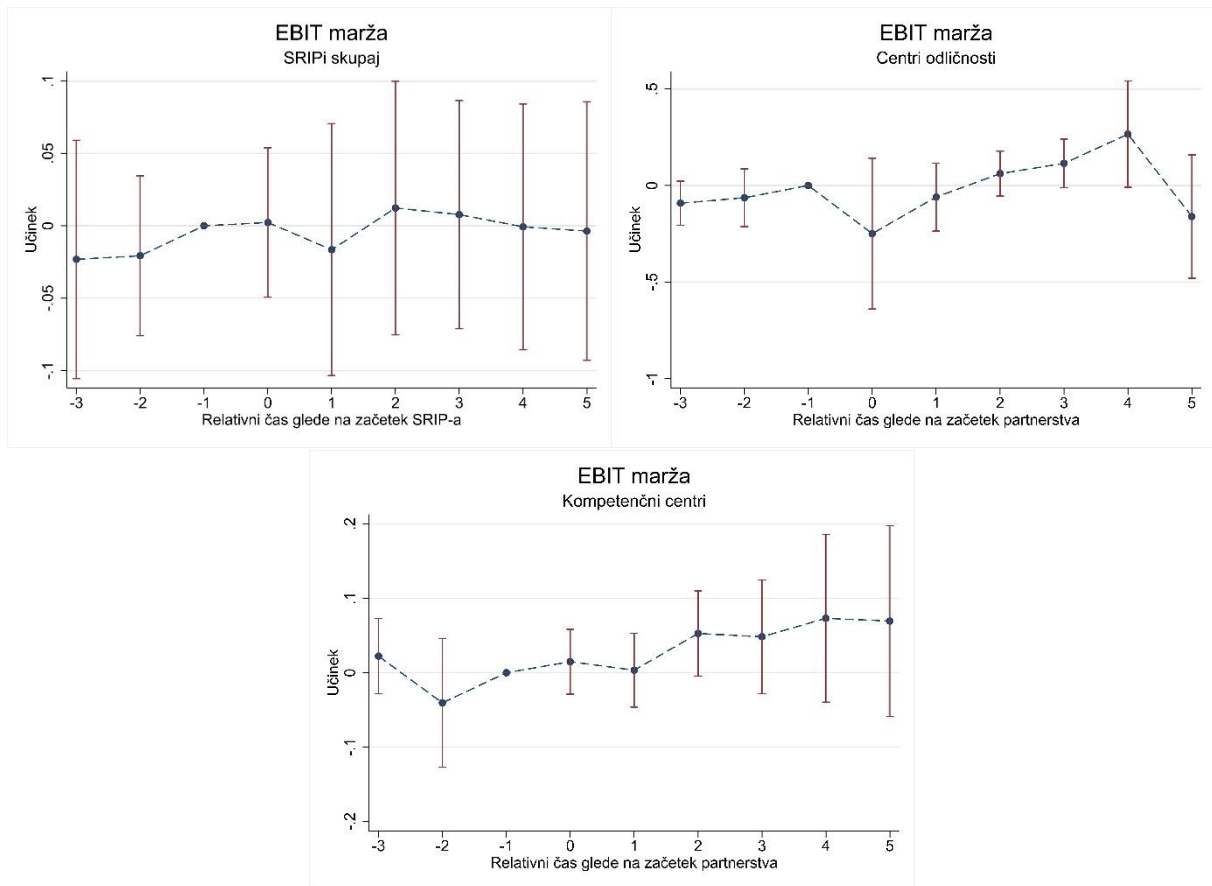 EBIT marža
SRIPi skupaj
.1
.05
0
-.05
-.1
Učinek
-3 -2 -1 0 1 2 3 4 5
Relativni čas glede na začetek SRIP-a
EBIT marža
Centri odličnosti
.5
0
-.5
-1
Učinek
-3 -2 -1 0 1 2 3 4 5
Relativni čas glede na začetek partnerstva
EBIT marža
Kompetenčni centri
.2
.1
0
-.1
-.2
Učinek
-3 -2 -1 0 1 2 3 4 5
Relativni čas glede na začetek partnerstva